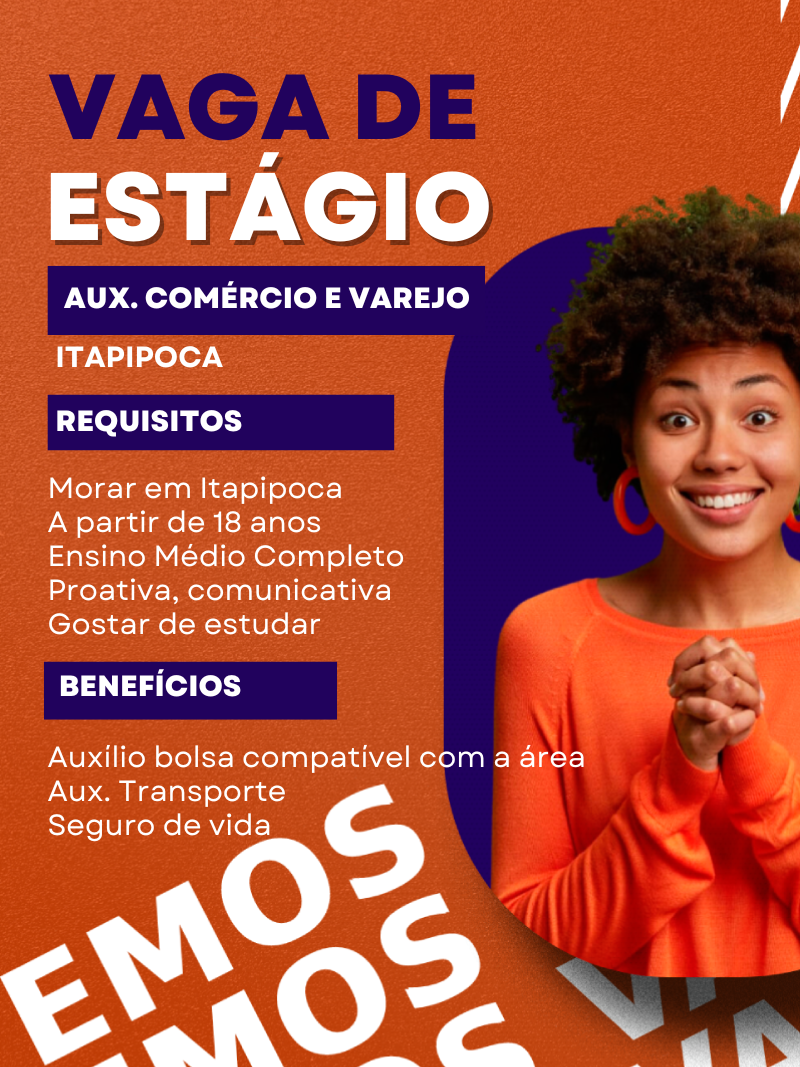 VAGA DE
ESTÁGIO
AUX. COMÉRCIO E VAREJO
ITAPIPOCA
REQUISITOS
Morar em Itapipoca
A partir de 18 anos
Ensino Médio Completo
Proativa, comunicativa
Gostar de estudar
BENEFÍCIOS
Auxílio bolsa compatível com a área
Aux. Transporte
Seguro de vida
EMOS
EMOS